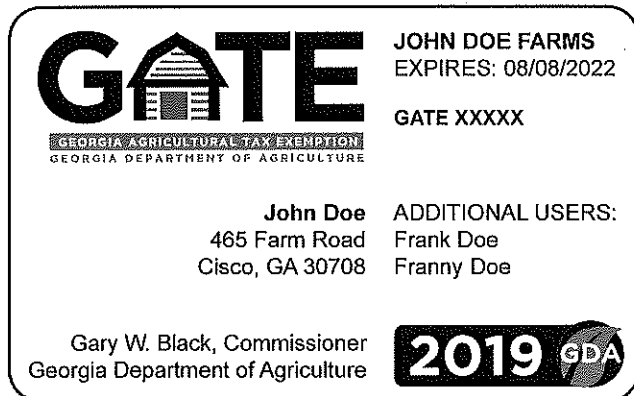 GATE
GEORGIA AGRICULTURAL TAX EXEMPTION
GEORGIA DEPARTMENT OF AGRICULTURE
JOHN DOE FARMS
EXPIRES: 08/08/2022
GATE XXXXX
John Doe
465 Farm Road
Cisco, GA 30708
ADDITIONAL USERS:
Frank Doe
Franny Doe
Gary W. Black, Commissioner
Georgia Department of Agriculture
2019 GDA